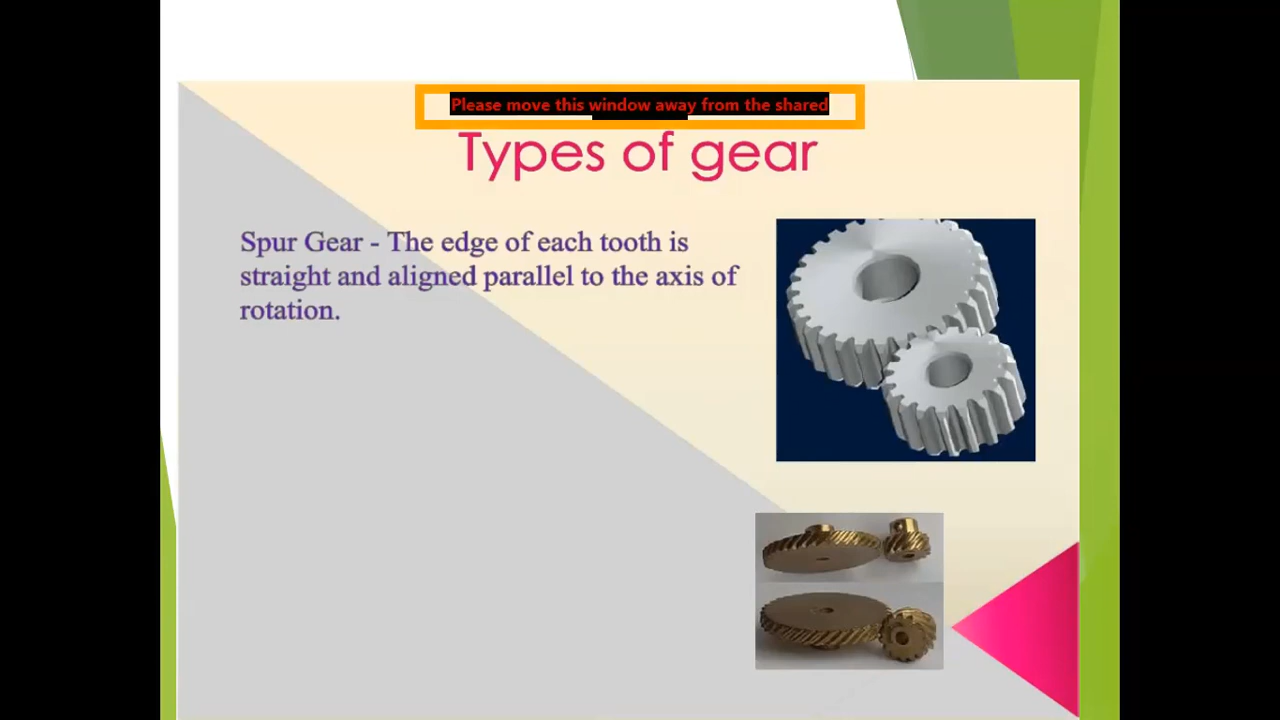 Please move this window away from the shared
Types of gear
Spur Gear - The edge of each tooth is
straight and aligned parallel to the axis of
rotation.